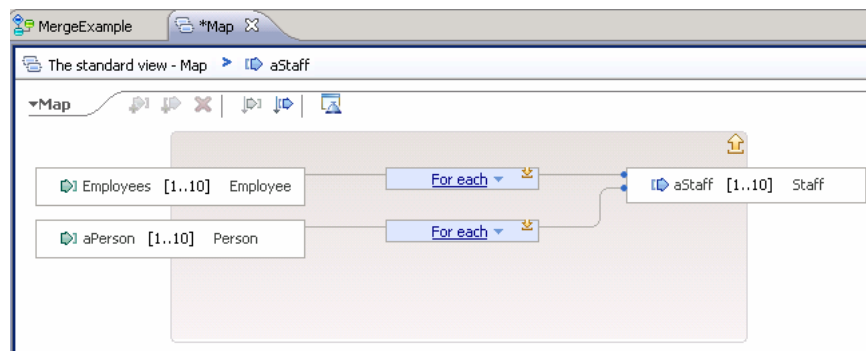 MergeExample *Map
The standard view - Map > aStaff
Map
Employees [1..10] Employee For each aStaff [1..10] Staff
aPerson [1..10] Person For each